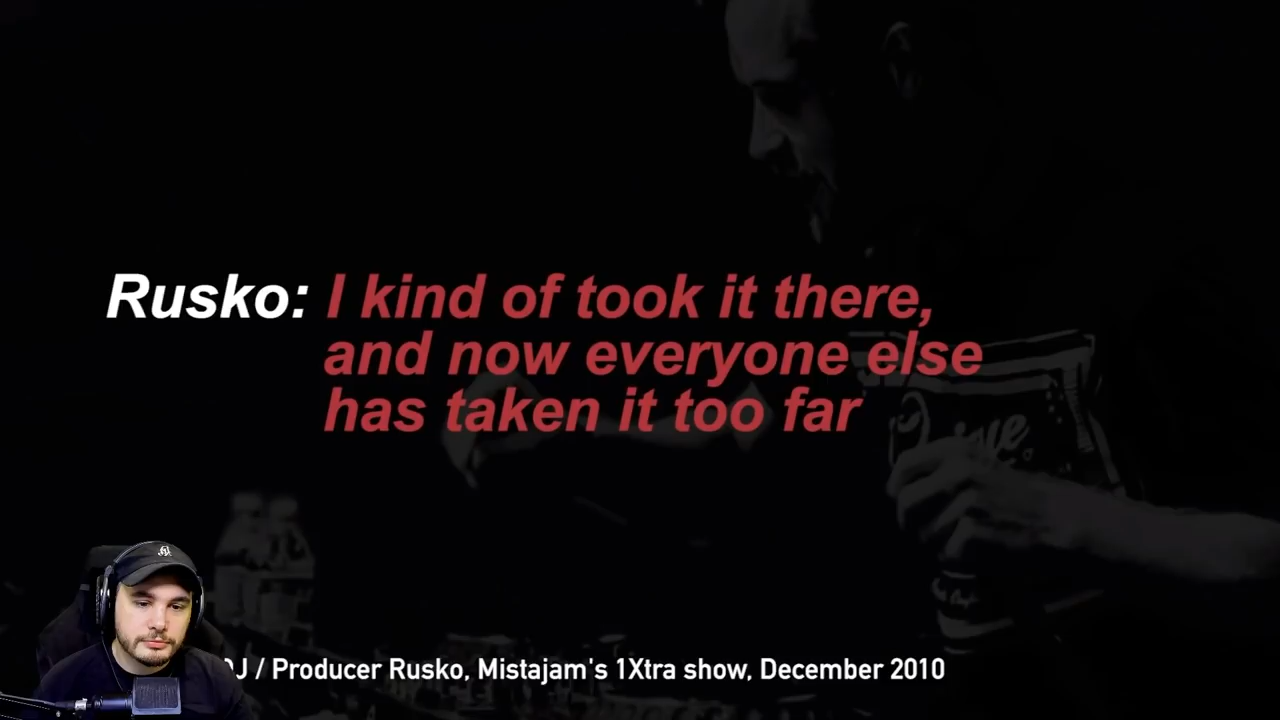 Rusko: I kind of took it there,
and now everyone else
has taken it too far
DJ / Producer Rusko, Mistajam's 1Xtra show, December 2010